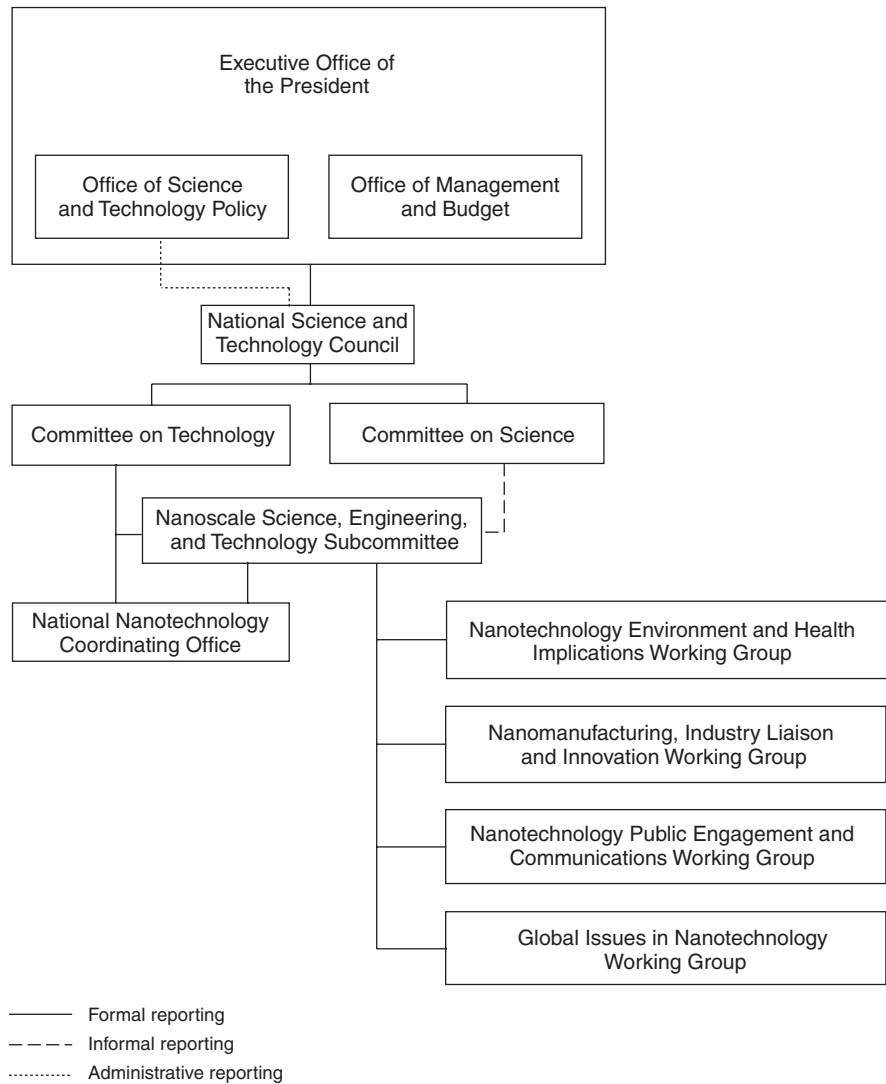 Executive Office of
the President
Office of Science
and Technology Policy
Office of Management
and Budget
National Science and
Technology Council
Committee on Technology
Committee on Science
Nanoscale Science, Engineering,
and Technology Subcommittee
National Nanotechnology
Coordinating Office
Nanotechnology Environment and Health
Implications Working Group
Nanomanufacturing, Industry Liaison
and Innovation Working Group
Nanotechnology Public Engagement and
Communications Working Group
Global Issues in Nanotechnology
Working Group
Formal reporting
Informal reporting
Administrative reporting